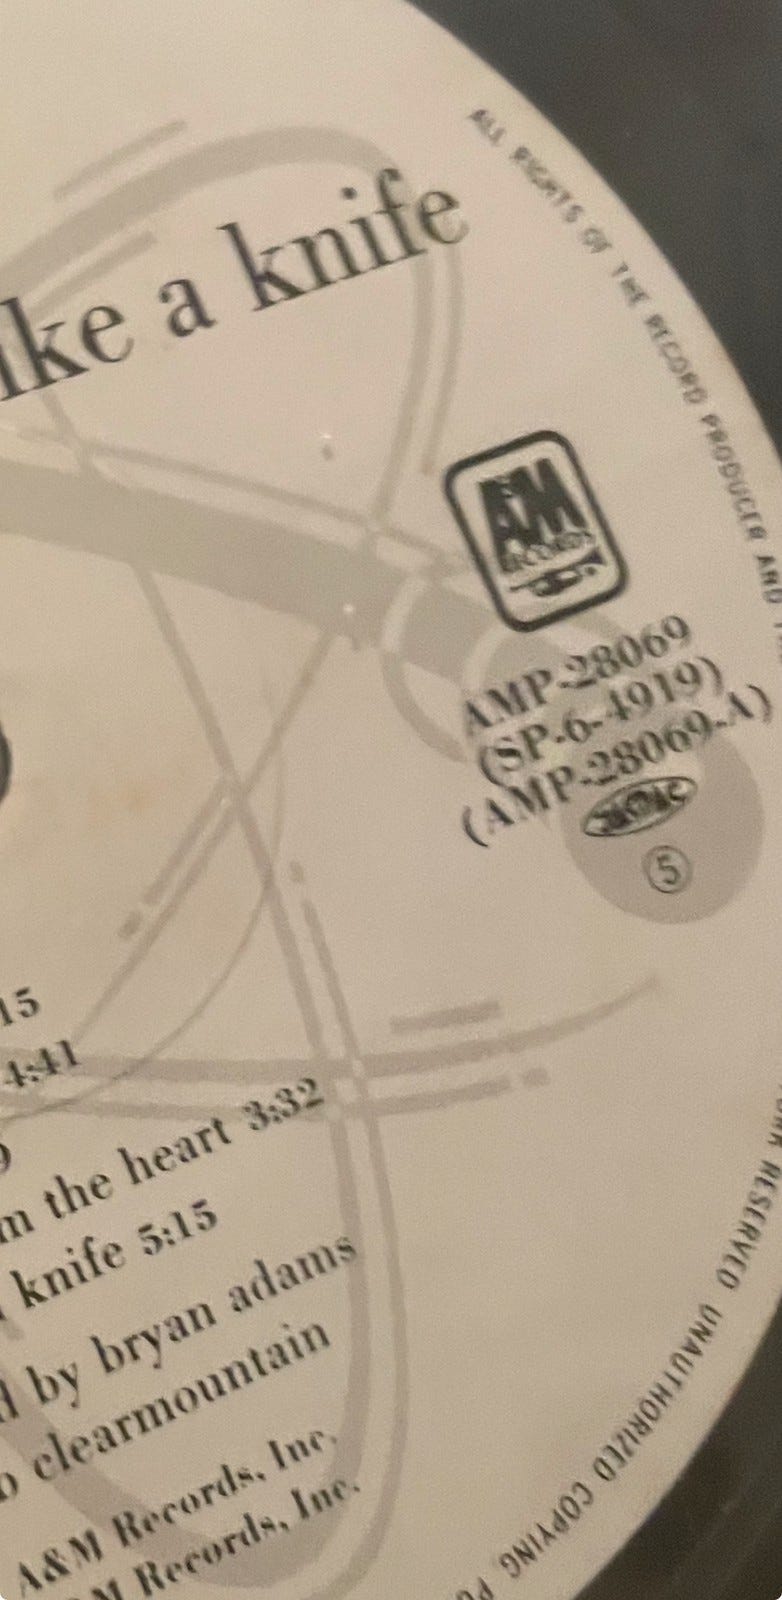 ike a knife
ALL RIGHTS OF THE RECORD PRODUCER AND
A&M
RECORDS
AMP-28069
(SP-6-4919)
(AMP-28069-A)
5
15
4:41
m the heart 3:32
knife 5:15
d by bryan adams
o clearmountain
A&M Records, Inc.
M Records, Inc.
RESERVED UNAUTHORIZED COPYING PU